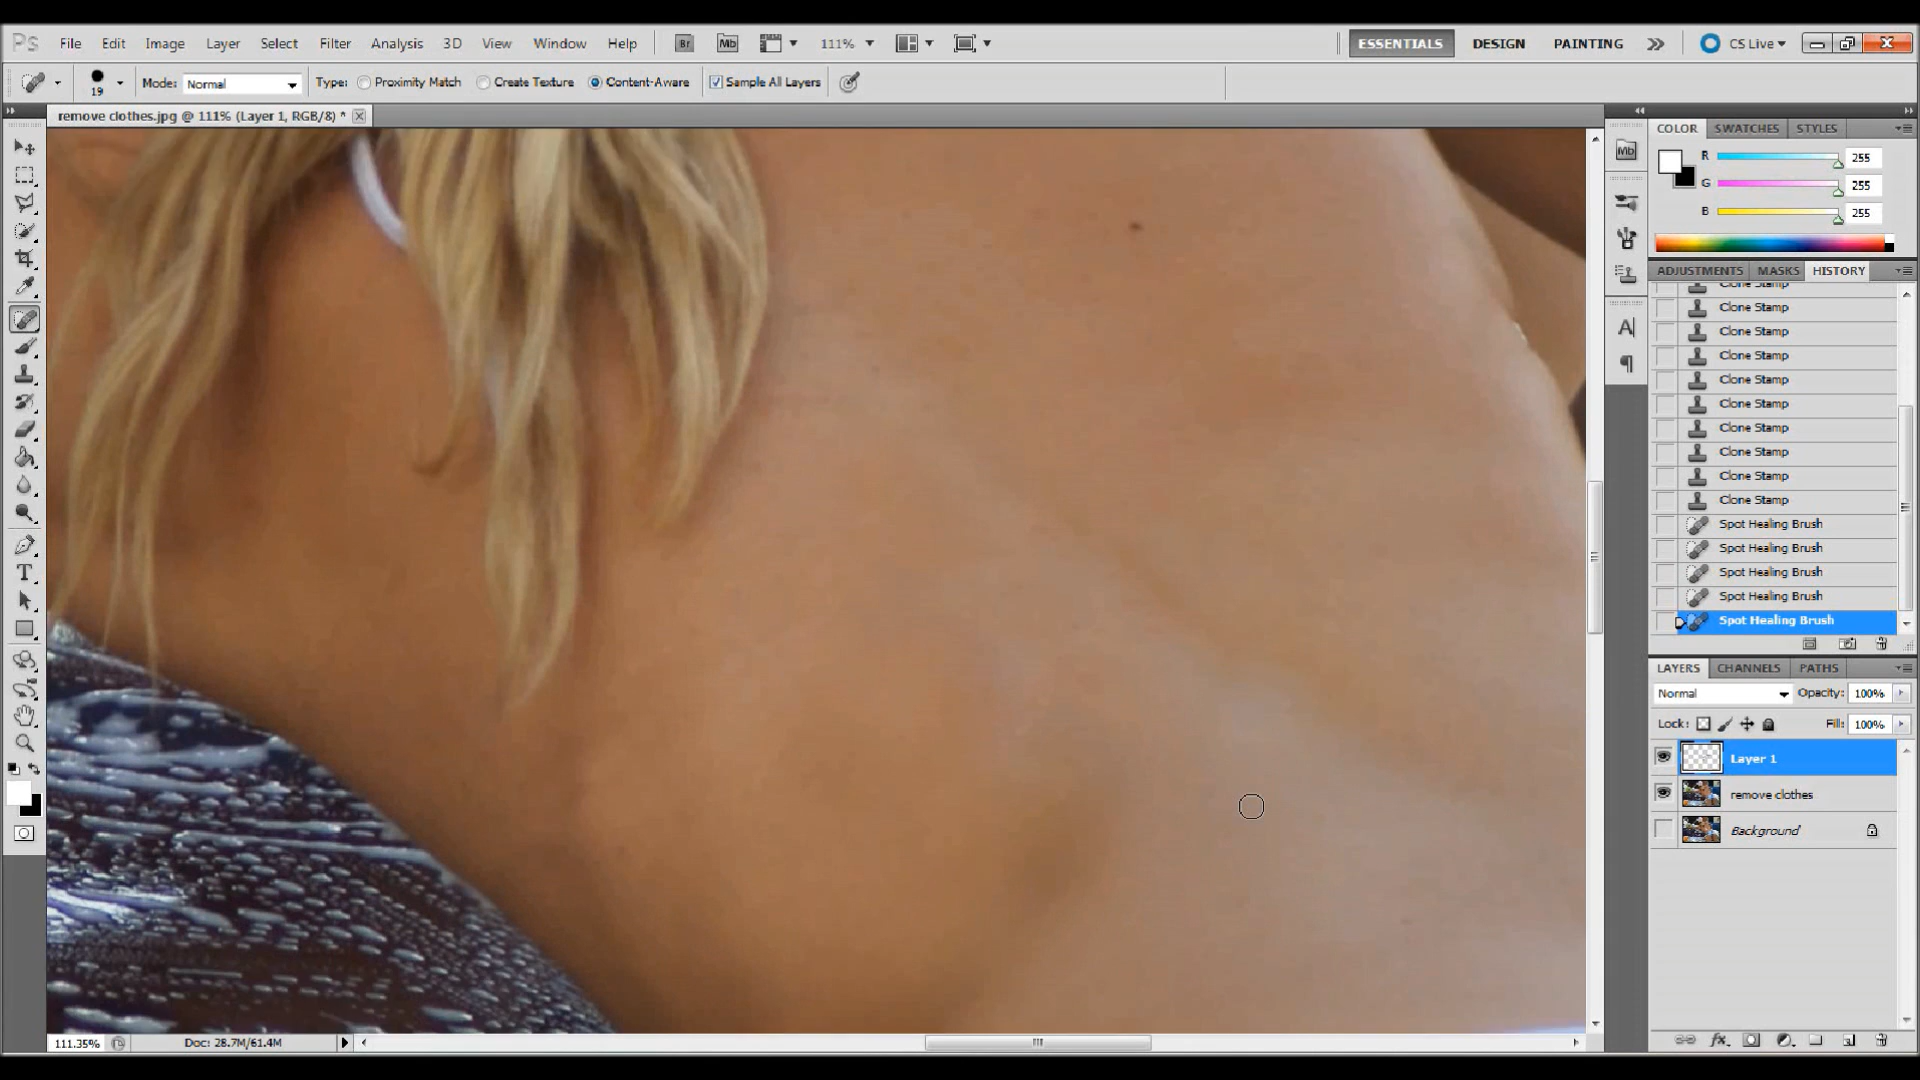 Ps File Edit Image Layer Select Filter Analysis 3D View Window Help Br Mb 111% ESSENTIALS DESIGN PAINTING CS Live
19 Mode: Normal Type: Proximity Match Create Texture Content-Aware Sample All Layers
remove clothes.jpg @ 111% (Layer 1, RGB/8) *
COLOR SWATCHES STYLES
Mb
R 255
G 255
B 255
ADJUSTMENTS MASKS HISTORY
Clone Stamp
Clone Stamp
Clone Stamp
Clone Stamp
Clone Stamp
Clone Stamp
Clone Stamp
Clone Stamp
Clone Stamp
Clone Stamp
Spot Healing Brush
Spot Healing Brush
Spot Healing Brush
Spot Healing Brush
Spot Healing Brush
LAYERS CHANNELS PATHS
Normal Opacity: 100%
Lock: Fill: 100%
Layer 1
remove clothes
Background
111.35% Doc: 28.7M/61.4M